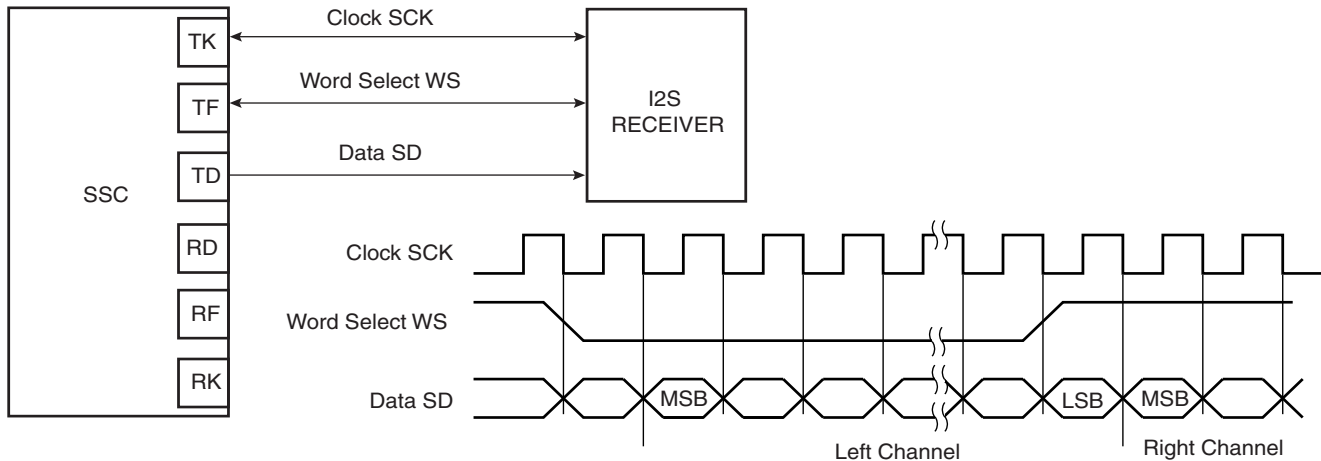 Clock SCK
TK
Word Select WS
TF
I2S
RECEIVER
Data SD
TD
SSC
RD
RF
RK
Clock SCK
Word Select WS
Data SD
MSB
LSB
MSB
Left Channel
Right Channel